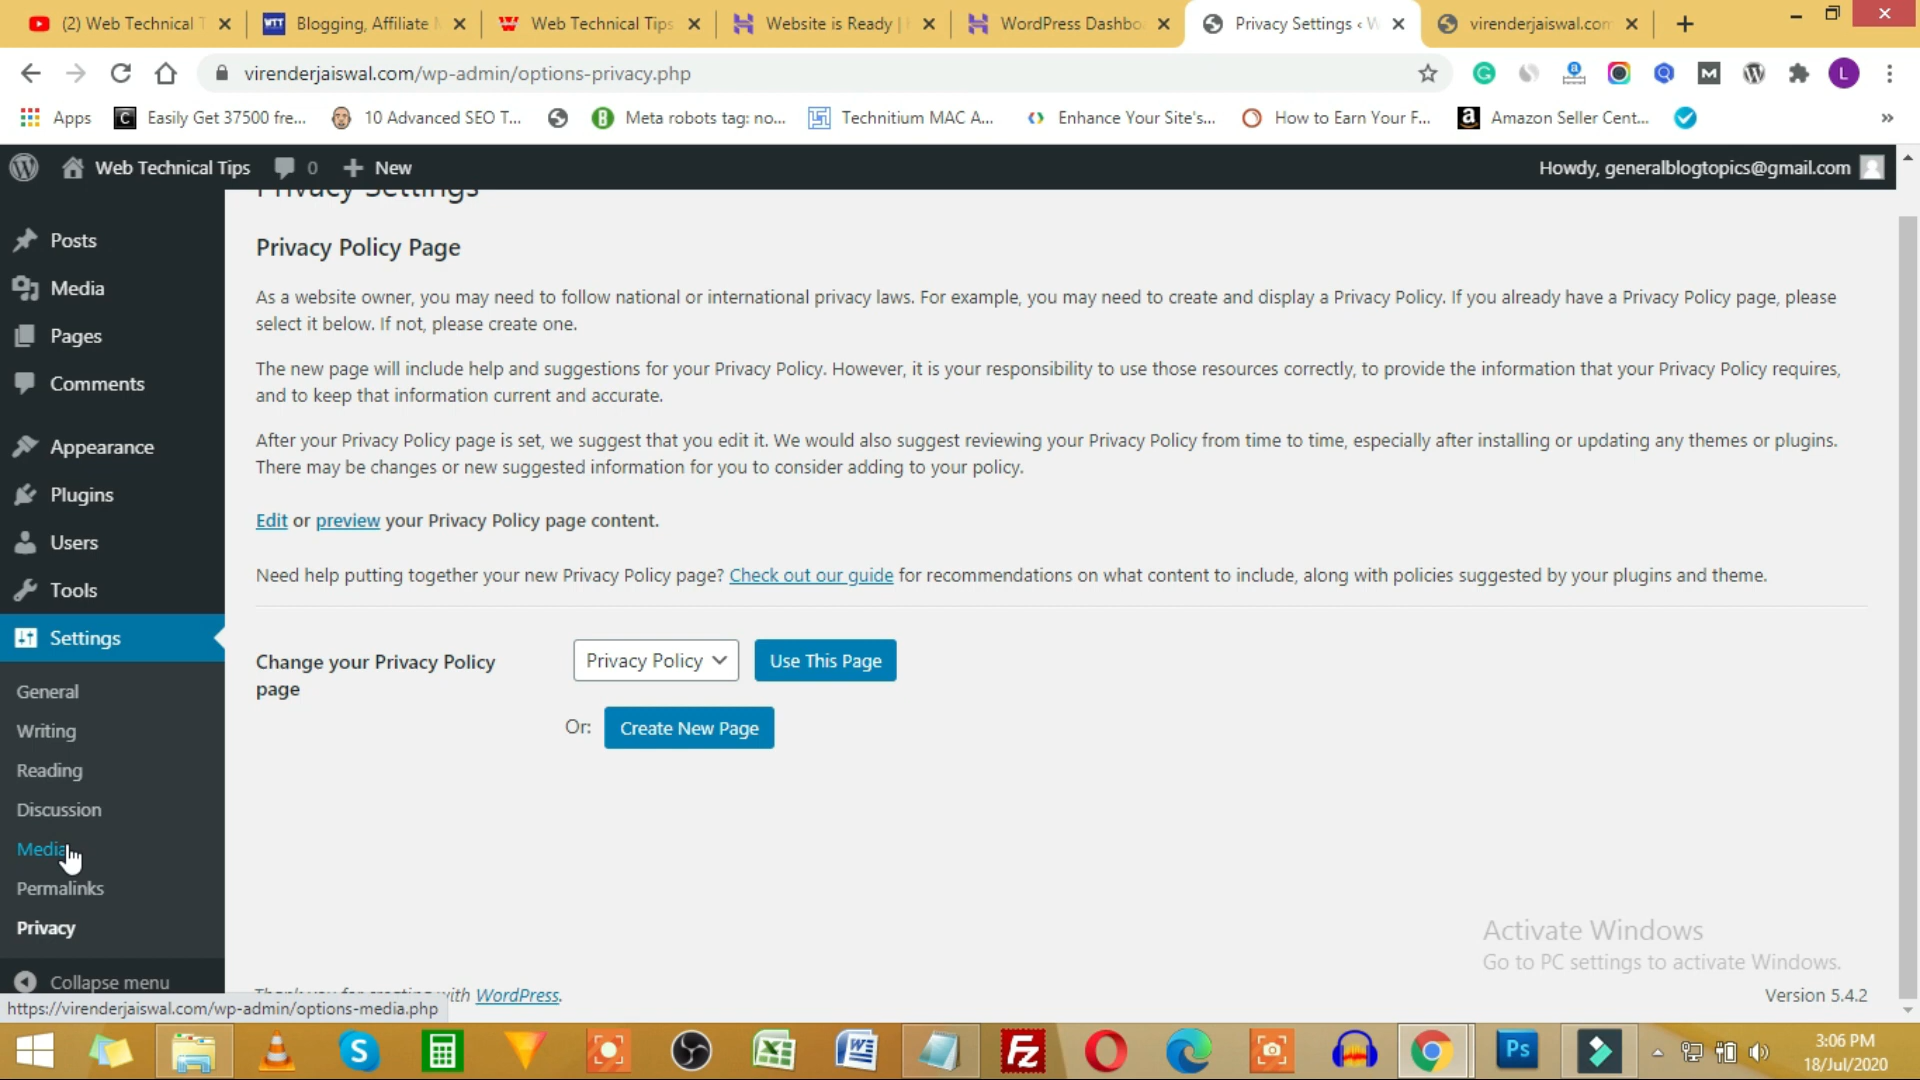 (2) Web Technical T
Blogging, Affiliate M
Web Technical Tips
Website is Ready | H
WordPress Dashbo
Privacy Settings ‹ W
virenderjaiswal.com
virenderjaiswal.com/wp-admin/options-privacy.php
L
Apps
Easily Get 37500 fre...
10 Advanced SEO T...
Meta robots tag: no...
Technitium MAC A...
Enhance Your Site's...
How to Earn Your F...
Amazon Seller Cent...
Web Technical Tips
0
New
Howdy, generalblogtopics@gmail.com
Privacy Settings
Posts
Media
Pages
Comments
Appearance
Plugins
Users
Tools
Settings
General
Writing
Reading
Discussion
Media
Permalinks
Privacy
Collapse menu
Privacy Policy Page
As a website owner, you may need to follow national or international privacy laws. For example, you may need to create and display a Privacy Policy. If you already have a Privacy Policy page, please
select it below. If not, please create one.
The new page will include help and suggestions for your Privacy Policy. However, it is your responsibility to use those resources correctly, to provide the information that your Privacy Policy requires,
and to keep that information current and accurate.
After your Privacy Policy page is set, we suggest that you edit it. We would also suggest reviewing your Privacy Policy from time to time, especially after installing or updating any themes or plugins.
There may be changes or new suggested information for you to consider adding to your policy.
Edit or preview your Privacy Policy page content.
Need help putting together your new Privacy Policy page? Check out our guide for recommendations on what content to include, along with policies suggested by your plugins and theme.
Change your Privacy Policy
page
Privacy Policy
Use This Page
Or:
Create New Page
Activate Windows
Go to PC settings to activate Windows.
Thank you for creating with WordPress.
Version 5.4.2
https://virenderjaiswal.com/wp-admin/options-media.php
3:06 PM
18/Jul/2020